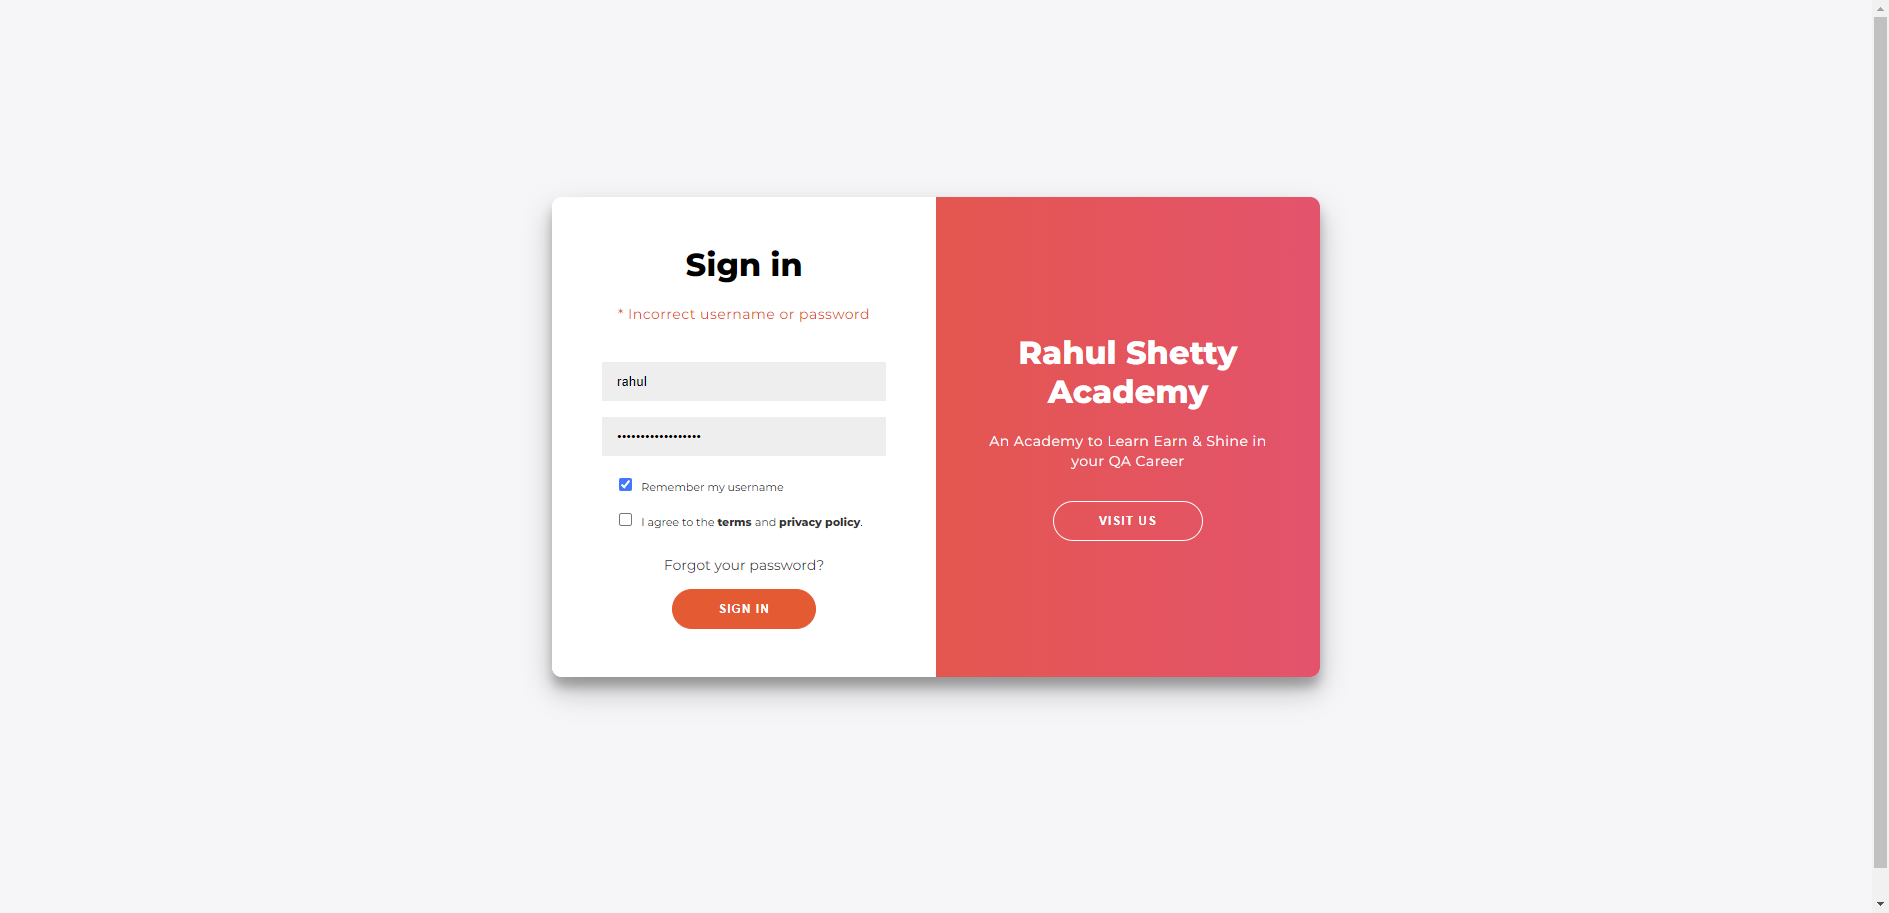 Sign in
* Incorrect username or password
rahul
••••••••••••••••••
Remember my username
I agree to the terms and privacy policy.
Forgot your password?
SIGN IN
Rahul Shetty
Academy
An Academy to Learn Earn & Shine in
your QA Career
VISIT US